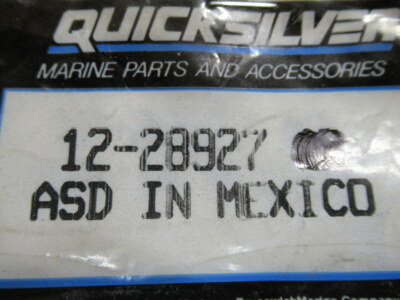 QUICKSILVER
MARINE PARTS AND ACCESSORIES
12-28927
ASD IN MEXICO